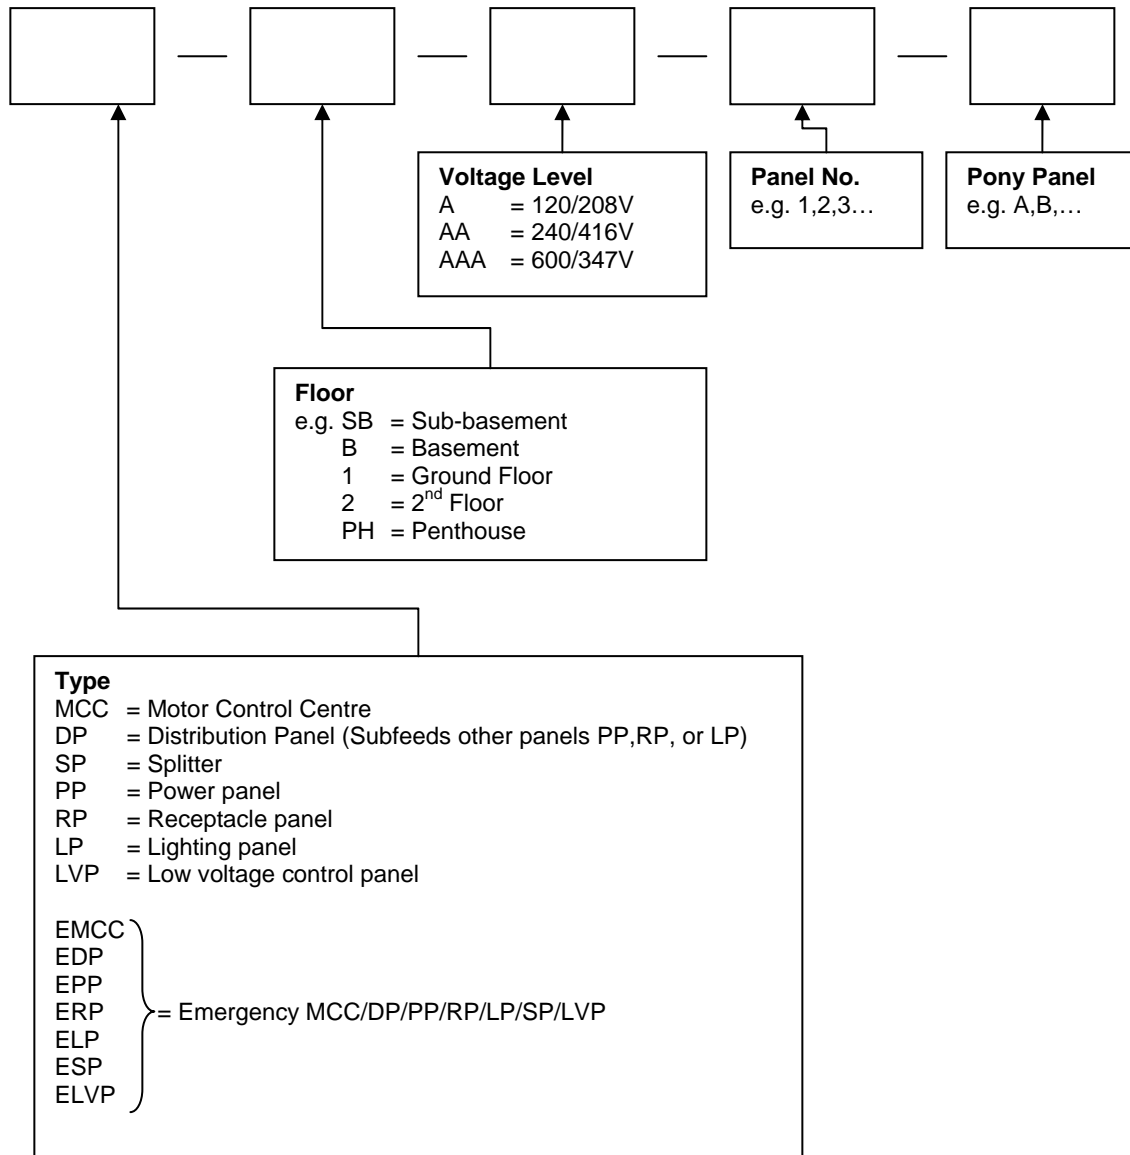 Voltage Level
A = 120/208V
AA = 240/416V
AAA = 600/347V
Panel No.
e.g. 1,2,3…
Pony Panel
e.g. A,B,…
Floor
e.g. SB = Sub-basement
B = Basement
1 = Ground Floor
2 = 2nd Floor
PH = Penthouse
Type
MCC = Motor Control Centre
DP = Distribution Panel (Subfeeds other panels PP,RP, or LP)
SP = Splitter
PP = Power panel
RP = Receptacle panel
LP = Lighting panel
LVP = Low voltage control panel
EMCC
EDP
EPP
ERP = Emergency MCC/DP/PP/RP/LP/SP/LVP
ELP
ESP
ELVP